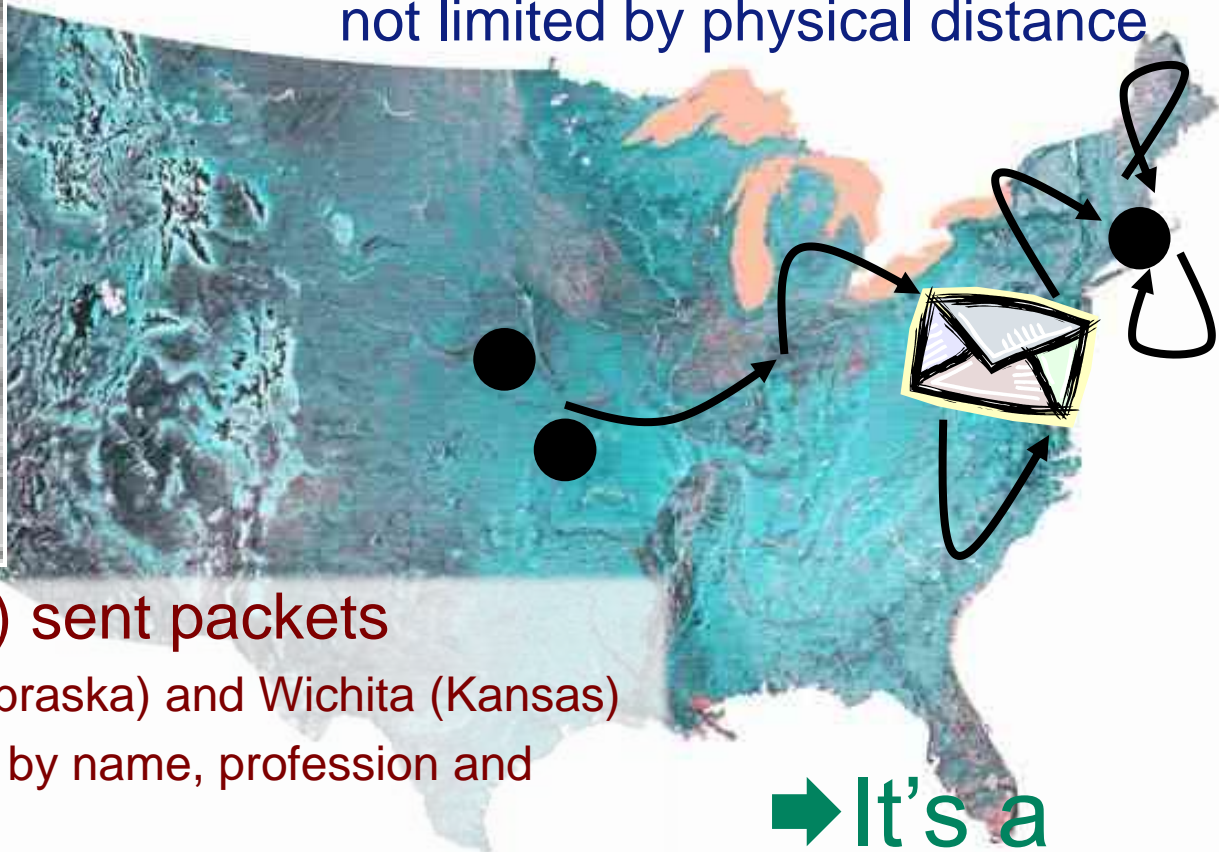 not limited by physical distance
) sent packets
braska) and Wichita (Kansas)
by name, profession and
➡It's a